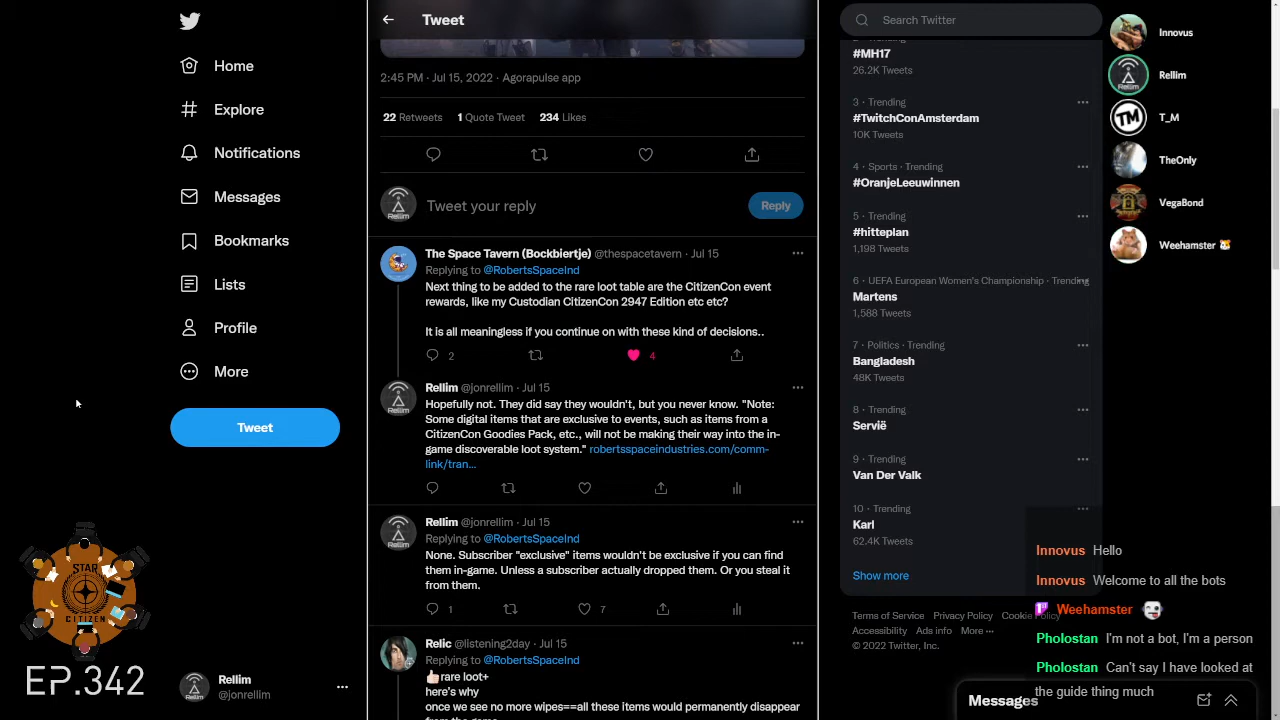 Home
Explore
Notifications
Messages
Bookmarks
Lists
Profile
More
Tweet
STAR
CITIZEN
EP.342
Rellim
@jonrellim
Tweet
2:45 PM · Jul 15, 2022 · Agorapulse app
22 Retweets 1 Quote Tweet 234 Likes
Tweet your reply
Reply
The Space Tavern (Bockbiertje) @thespacetavern · Jul 15
Replying to @RobertsSpaceInd
Next thing to be added to the rare loot table are the CitizenCon event
rewards, like my Custodian CitizenCon 2947 Edition etc etc?
It is all meaningless if you continue on with these kind of decisions..
2 4
Rellim @jonrellim · Jul 15
Hopefully not. They did say they wouldn't, but you never know. "Note:
Some digital items that are exclusive to events, such as items from a
CitizenCon Goodies Pack, etc., will not be making their way into the in-
game discoverable loot system." robertsspaceindustries.com/comm-
link/tran...
Rellim @jonrellim · Jul 15
Replying to @RobertsSpaceInd
None. Subscriber "exclusive" items wouldn't be exclusive if you can find
them in-game. Unless a subscriber actually dropped them. Or you steal it
from them.
1 7
Relic @listening2day · Jul 15
Replying to @RobertsSpaceInd
👍🏻rare loot+
here's why
once we see no more wipes==all these items would permanently disappear
Search Twitter
#MH17
26.2K Tweets
3 · Trending
#TwitchConAmsterdam
10K Tweets
4 · Sports · Trending
#OranjeLeeuwinnen
5 · Trending
#hitteplan
1,198 Tweets
6 · UEFA European Women's Championship · Trending
Martens
1,588 Tweets
7 · Politics · Trending
Bangladesh
48K Tweets
8 · Trending
Servië
9 · Trending
Van Der Valk
10 · Trending
Karl
62.4K Tweets
Show more
Terms of Service Privacy Policy Cookie Policy
Accessibility Ads info More ···
© 2022 Twitter, Inc.
Messages
Innovus
Rellim
Rellim
TM
T_M
TheOnly
VegaBond
Weehamster 🐹
Innovus Hello
Innovus Welcome to all the bots
Weehamster
Pholostan I'm not a bot, I'm a person
Pholostan Can't say I have looked at
the guide thing much